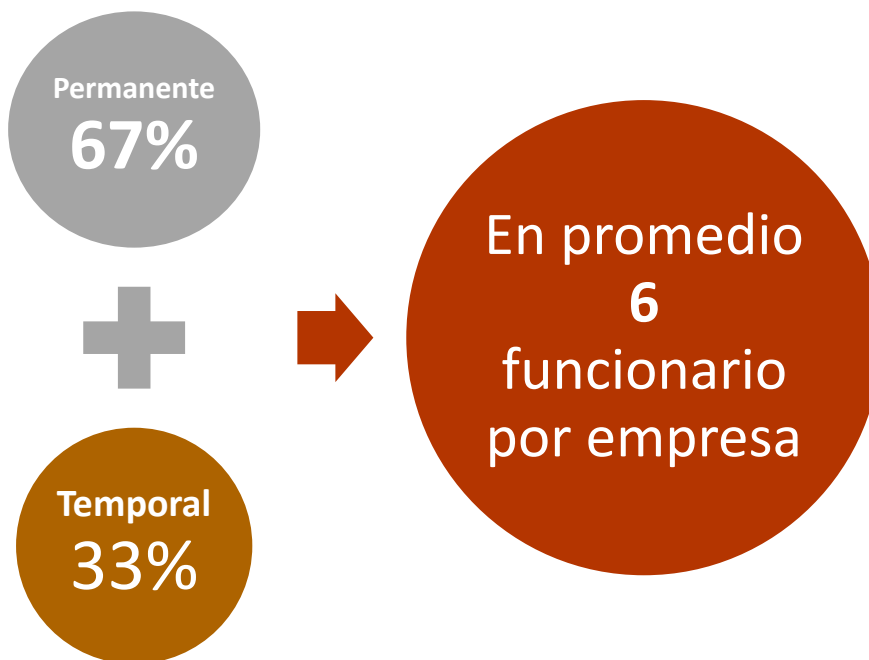 Permanente
67%
Temporal
33%
En promedio
6
funcionario
por empresa